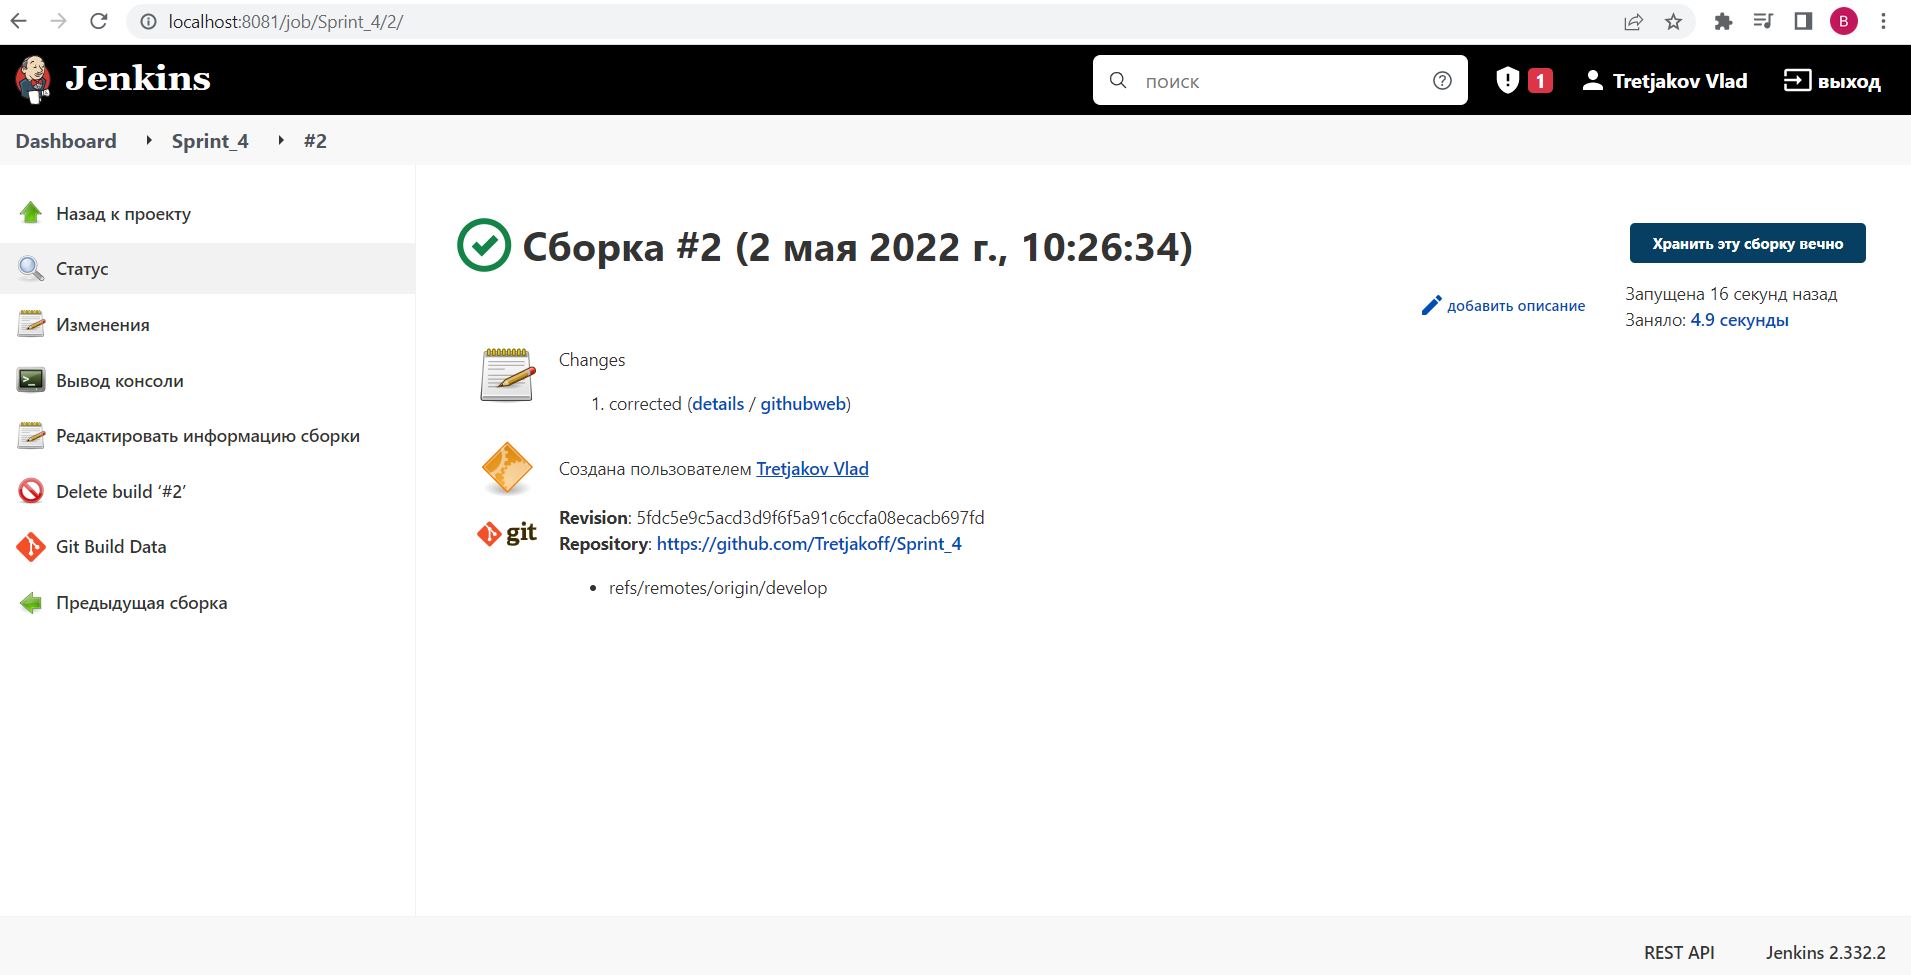 localhost:8081/job/Sprint_4/2/
B
Jenkins
поиск
1
Tretjakov Vlad
выход
Dashboard
Sprint_4
#2
Назад к проекту
Статус
Изменения
Вывод консоли
Редактировать информацию сборки
Delete build ‘#2’
Git Build Data
Предыдущая сборка
Сборка #2 (2 мая 2022 г., 10:26:34)
Хранить эту сборку вечно
добавить описание
Запущена 16 секунд назад
Заняло: 4.9 секунды
Changes
1. corrected (details / githubweb)
Создана пользователем Tretjakov Vlad
git
Revision: 5fdc5e9c5acd3d9f6f5a91c6ccfa08ecacb697fd
Repository: https://github.com/Tretjakoff/Sprint_4
• refs/remotes/origin/develop
REST API
Jenkins 2.332.2